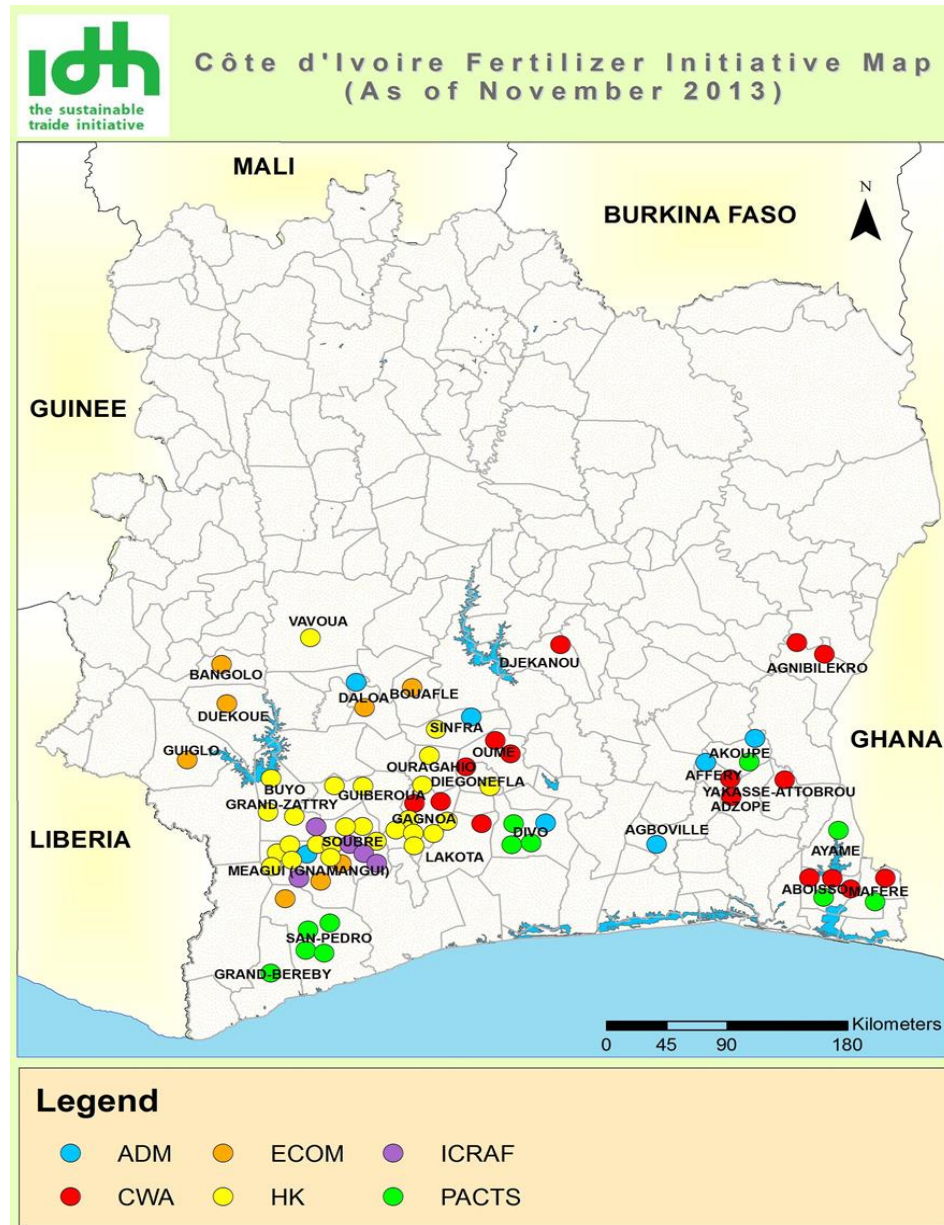 idh
the sustainable
traide initiative
Côte d'Ivoire Fertilizer Initiative Map
(As of November 2013)
MALI
BURKINA FASO
N
GUINEE
VAVOUA
BANGOLO
DJEKANOU
AGNIBILEKRO
DALOA
BOUAFLE
DUEKOUE
SINFRA
GHANA
GUIGLO
OUME
AKOUPE
OURAGAHIO
AFFERY
DIEGONEFLA
BUYO
GUIBEROUA
YAKASSE-ATTOBROU
GRAND-ZATTRY
ADZOPE
GAGNOA
LIBERIA
DIVO
AGBOVILLE
SOUBRE
AYAME
LAKOTA
MEAGUI (GNAMANGUI)
ABOISSO
MAFERE
SAN-PEDRO
GRAND-BEREBY
Kilometers
0 45 90 180
Legend
ADM ECOM ICRAF
CWA HK PACTS